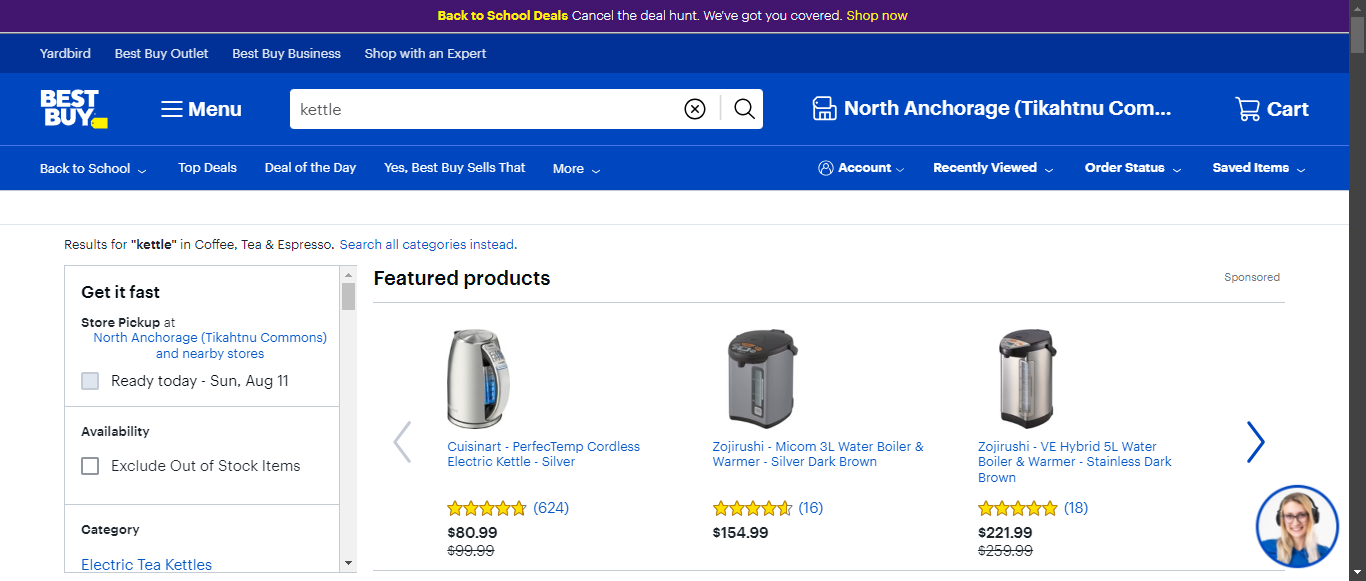 Back to School Deals Cancel the deal hunt. We've got you covered. Shop now
Yardbird Best Buy Outlet Best Buy Business Shop with an Expert
BEST
BUY
Menu
kettle
North Anchorage (Tikahtnu Com...
Cart
Back to School Top Deals Deal of the Day Yes, Best Buy Sells That More Account Recently Viewed Order Status Saved Items
Results for "kettle" in Coffee, Tea & Espresso. Search all categories instead.
Get it fast
Store Pickup at
North Anchorage (Tikahtnu Commons)
and nearby stores
Ready today - Sun, Aug 11
Availability
Exclude Out of Stock Items
Category
Electric Tea Kettles
Featured products
Sponsored
Cuisinart - PerfecTemp Cordless
Electric Kettle - Silver
(624)
$80.99
$99.99
Zojirushi - Micom 3L Water Boiler &
Warmer - Silver Dark Brown
(16)
$154.99
Zojirushi - VE Hybrid 5L Water
Boiler & Warmer - Stainless Dark
Brown
(18)
$221.99
$259.99